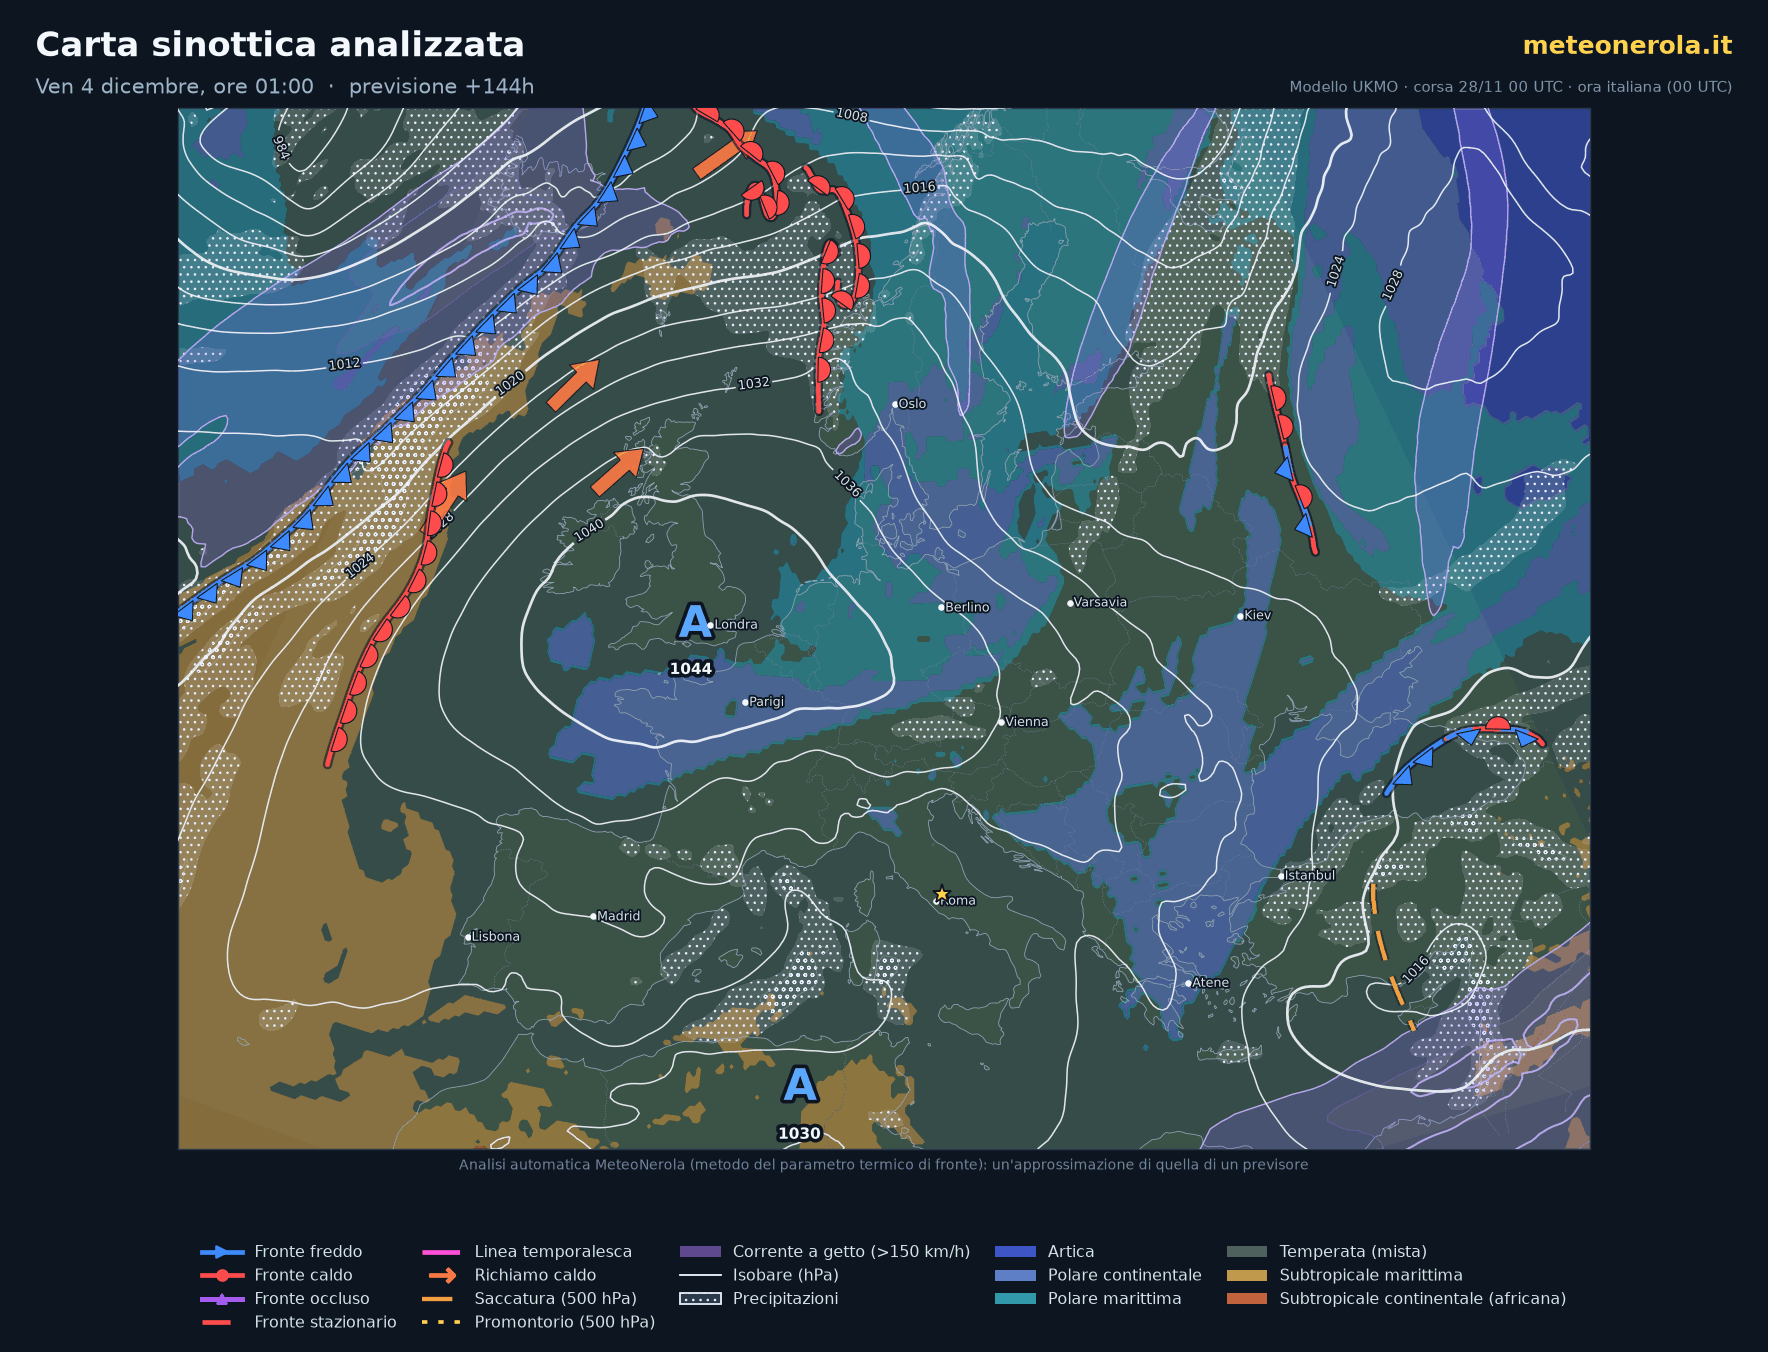 Carta sinottica analizzata
meteonerola.it
Ven 4 dicembre, ore 01:00 · previsione +144h
Modello UKMO · corsa 28/11 00 UTC · ora italiana (00 UTC)
984
1008
1016
1024
1028
1012
1020
1032
Oslo
1036
1040
28
1024
Berlino
Varsavia
Kiev
A
Londra
1044
Parigi
Vienna
Istanbul
Roma
Madrid
Lisbona
Atene
1016
A
1030
Analisi automatica MeteoNerola (metodo del parametro termico di fronte): un'approssimazione di quella di un previsore
Fronte freddo
Fronte caldo
Fronte occluso
Fronte stazionario
Linea temporalesca
Richiamo caldo
Saccatura (500 hPa)
Promontorio (500 hPa)
Corrente a getto (>150 km/h)
Isobare (hPa)
Precipitazioni
Artica
Polare continentale
Polare marittima
Temperata (mista)
Subtropicale marittima
Subtropicale continentale (africana)